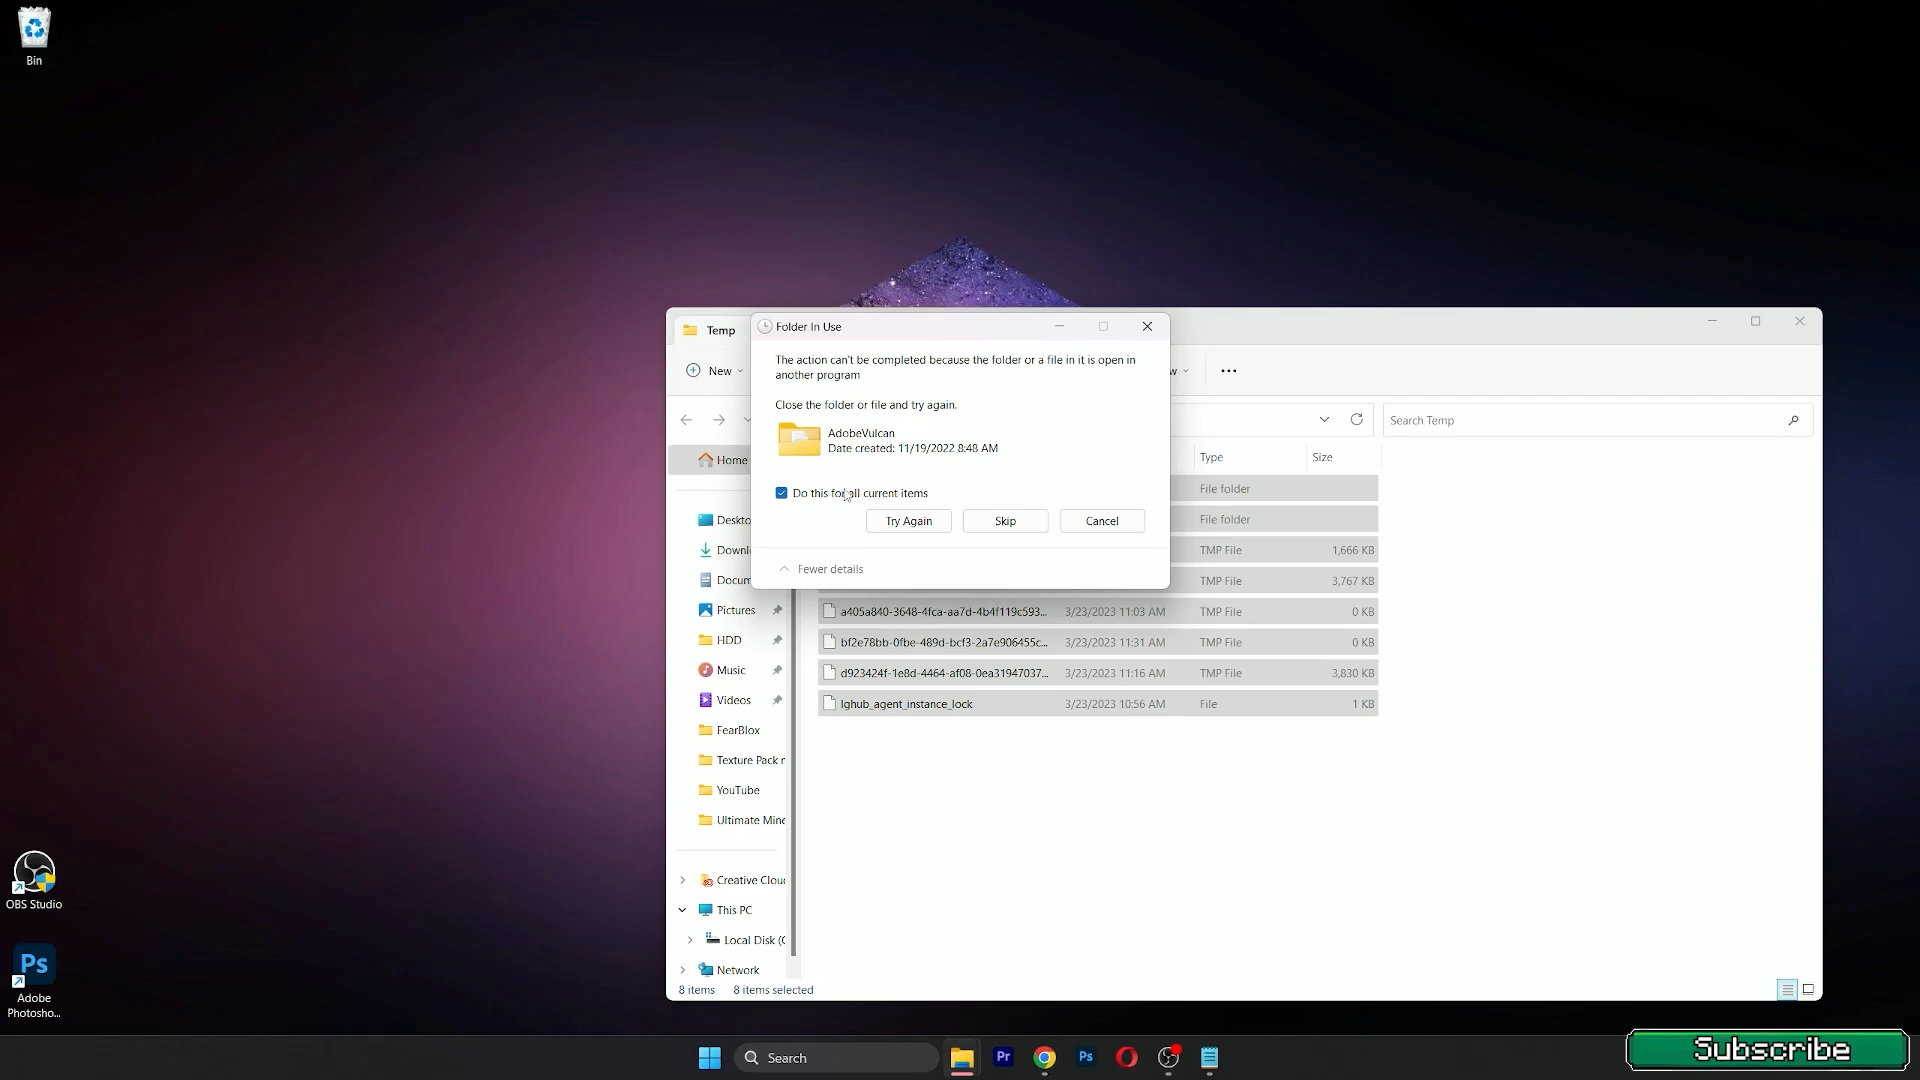 Bin
Temp
Folder In Use
The action can't be completed because the folder or a file in it is open in
another program
New
Close the folder or file and try again.
Search Temp
AdobeVulcan
Date created: 11/19/2022 8:48 AM
Home
Type
Size
File folder
Do this for all current items
Try Again
Skip
Cancel
File folder
TMP File
1,666 KB
Fewer details
TMP File
3,767 KB
Pictures
a405a840-3648-4fca-aa7d-4b4f119c593...
3/23/2023 11:03 AM
TMP File
0 KB
HDD
bf2e78bb-0fbe-489d-bcf3-2a7e906455c...
3/23/2023 11:31 AM
TMP File
0 KB
Music
d923424f-1e8d-4464-af08-0ea31947037...
3/23/2023 11:16 AM
TMP File
3,830 KB
Videos
lghub_agent_instance_lock
3/23/2023 10:56 AM
File
1 KB
FearBlox
Texture Pack
YouTube
Ultimate
Creative
This PC
Local Disk
Network
8 items
8 items selected
OBS Studio
Ps
Adobe
Photosho...
Search
Pr
Ps
Subscribe